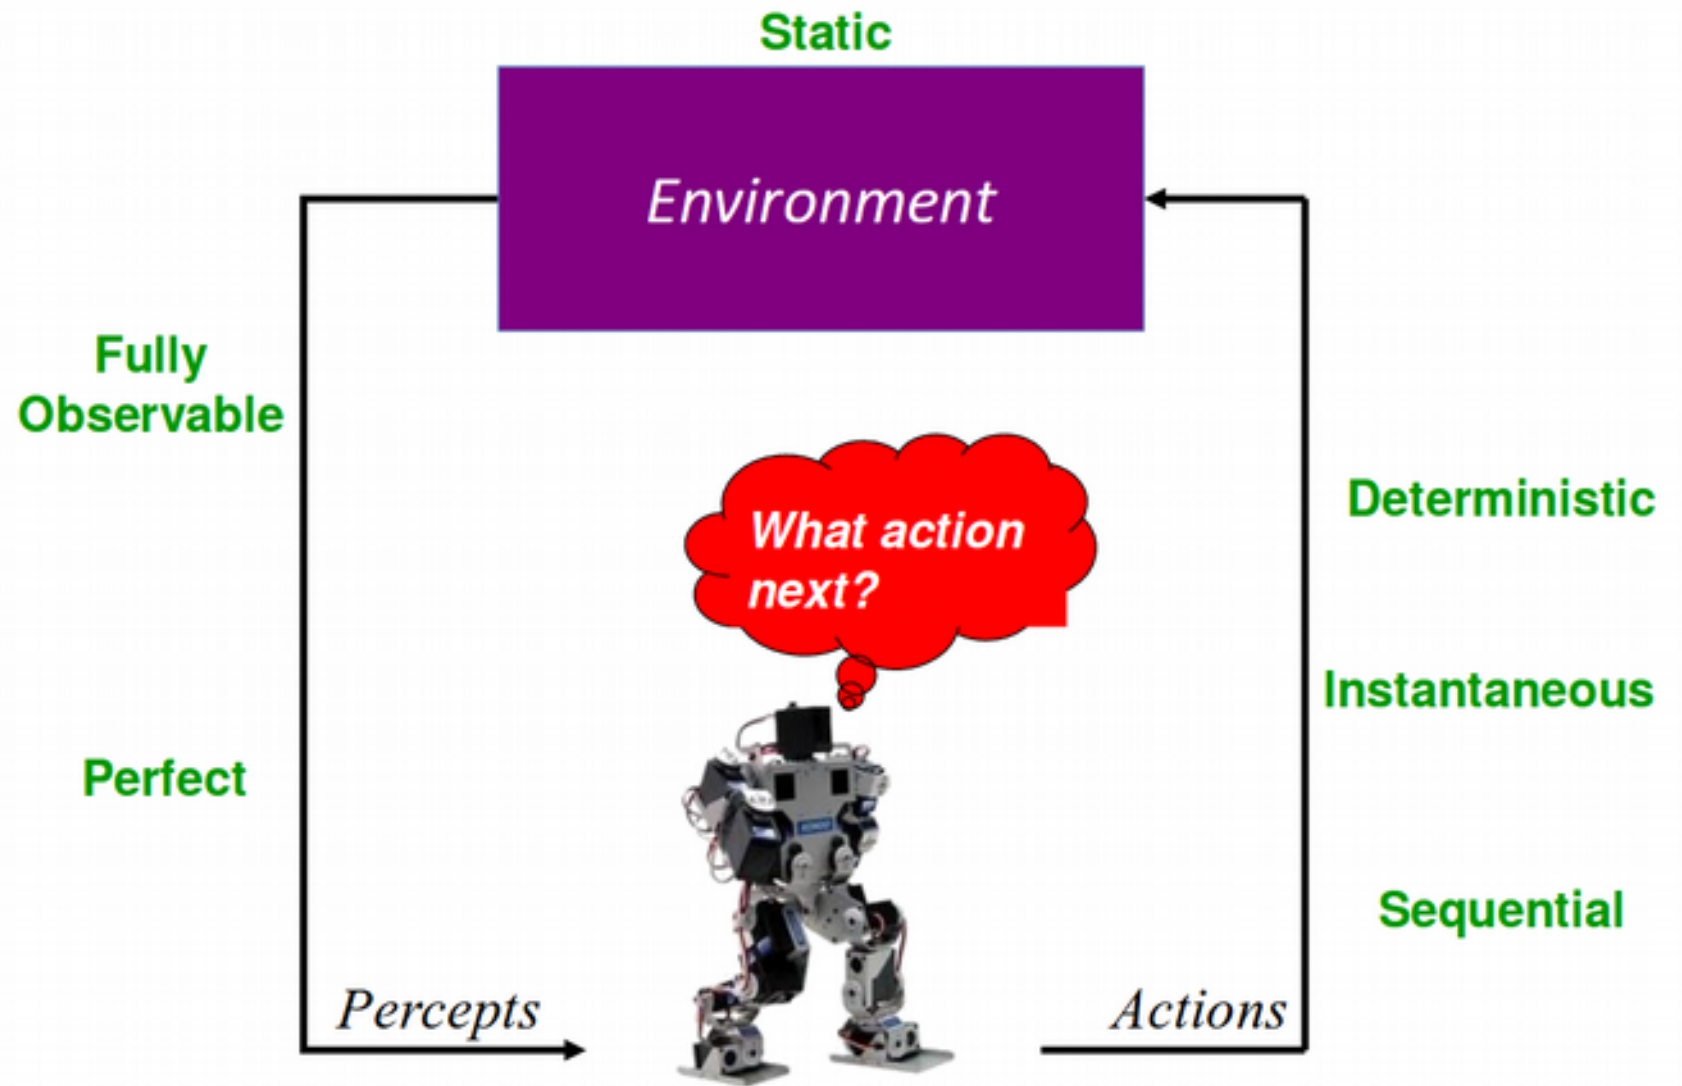 Static
Environment
Fully
Observable
What action
next?
Deterministic
Instantaneous
Perfect
Sequential
Percepts
Actions